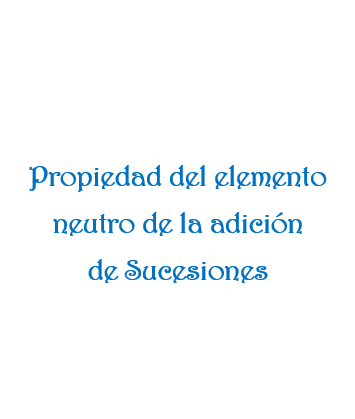 Propiedad del elemento
neutro de la adición
de Sucesiones